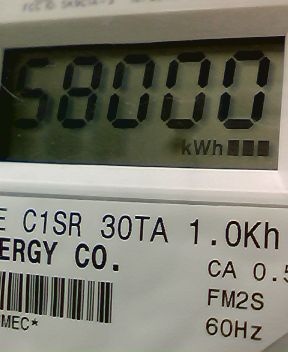 58000
kWh
E C1SR 30TA 1.0Kh
ERGY CO.
CA 0.5
FM2S
MEC*
60Hz